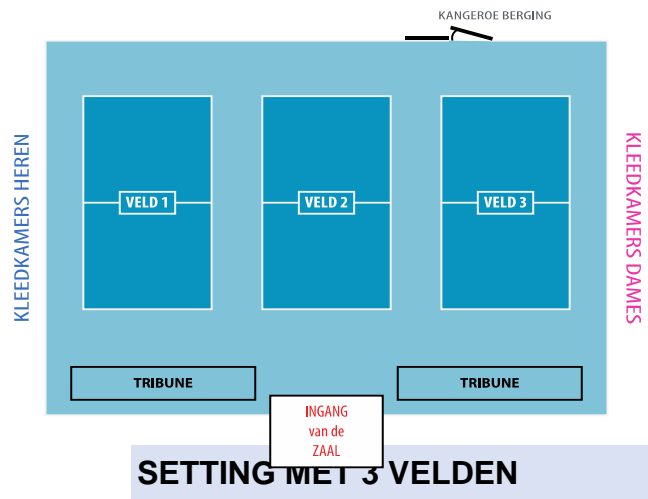 KANGEROE BERGING
KLEEDKAMERS HEREN
VELD 1
VELD 2
VELD 3
KLEEDKAMERS DAMES
TRIBUNE
TRIBUNE
INGANG
van de
ZAAL
SETTING MET 3 VELDEN